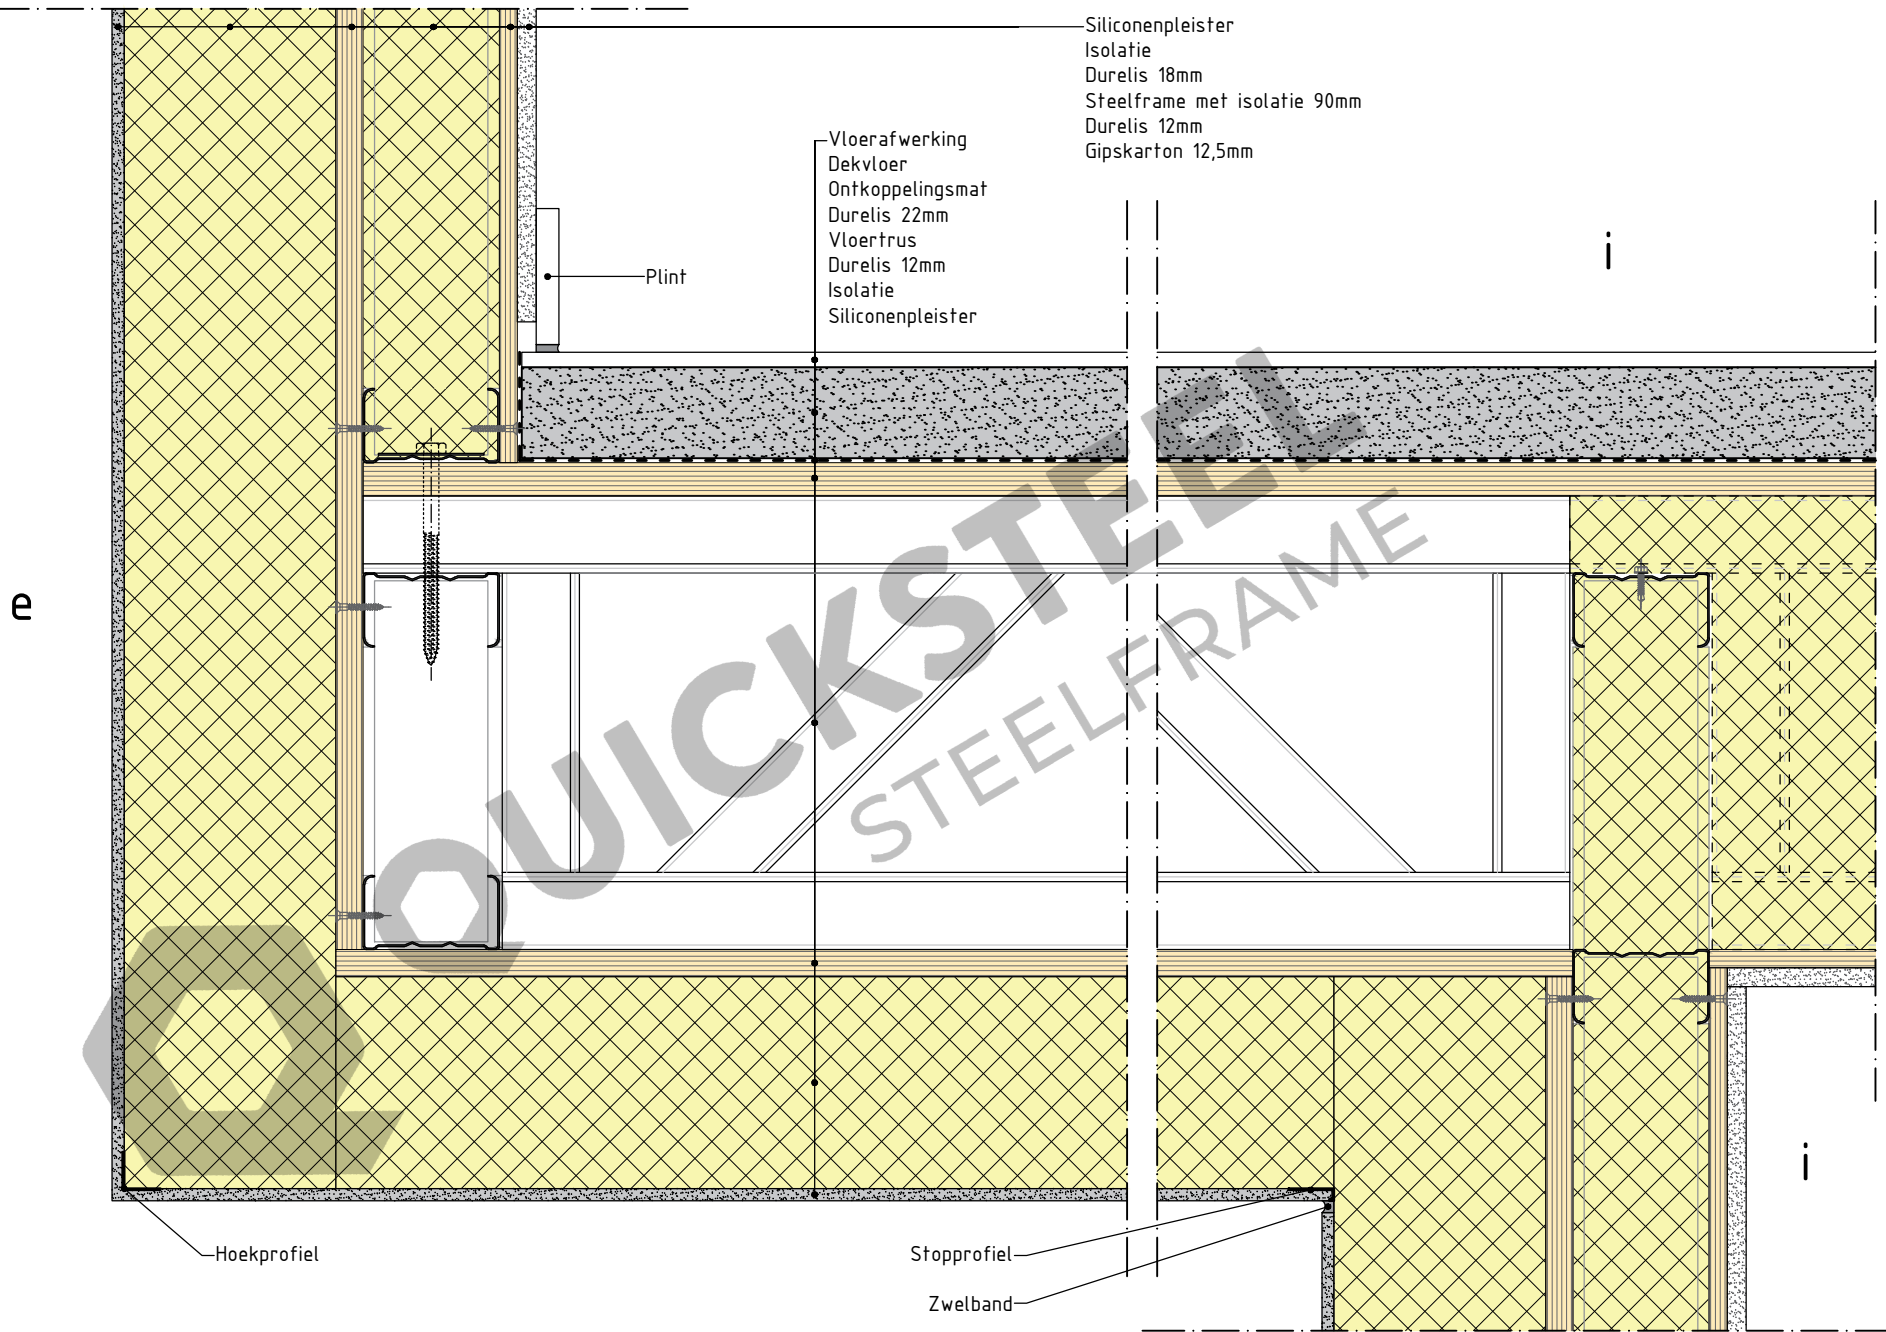 Siliconenpleister
Isolatie
Durelis 18mm
Steelframe met isolatie 90mm
Durelis 12mm
Gipskarton 12,5mm
Vloerafwerking
Dekvloer
Ontkoppelingsmat
Durelis 22mm
Vloertrus
Durelis 12mm
Isolatie
Siliconenpleister
i
Plint
e
QUICKSTEEL
STEELFRAME
i
Hoekprofiel
Stopprofiel
Zwelband